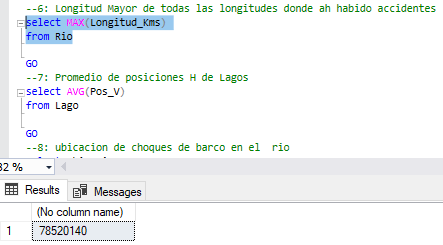 --6: Longitud Mayor de todas las longitudes donde ah habido accidentes
select MAX(Longitud_Kms)
from Rio
GO
--7: Promedio de posiciones H de Lagos
select AVG(Pos_V)
from Lago
GO
--8: ubicacion de choques de barco en el rio
32 %
Results Messages
(No column name)
1 78520140